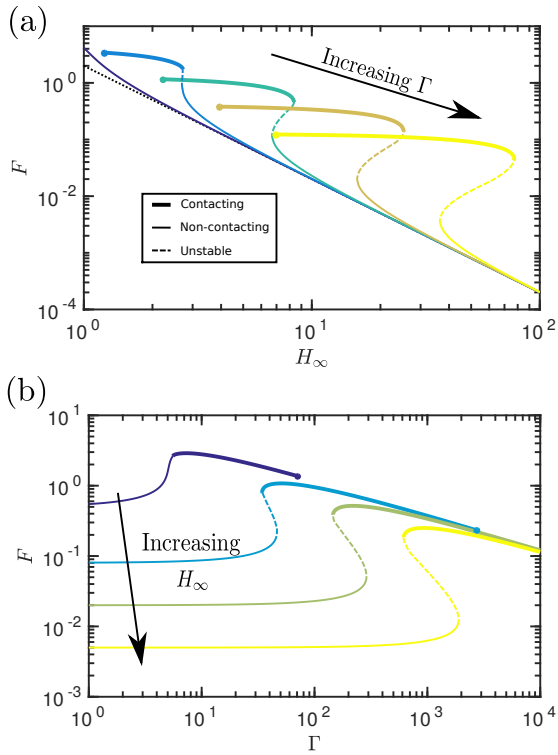 (a)
Increasing Γ
10^0
10^-2
10^-4
F
Contacting
Non-contacting
Unstable
10^0 10^1 10^2
H_∞
(b)
10^1
10^0
10^-1
10^-2
10^-3
F
Increasing
H_∞
10^0 10^1 10^2 10^3 10^4
Γ